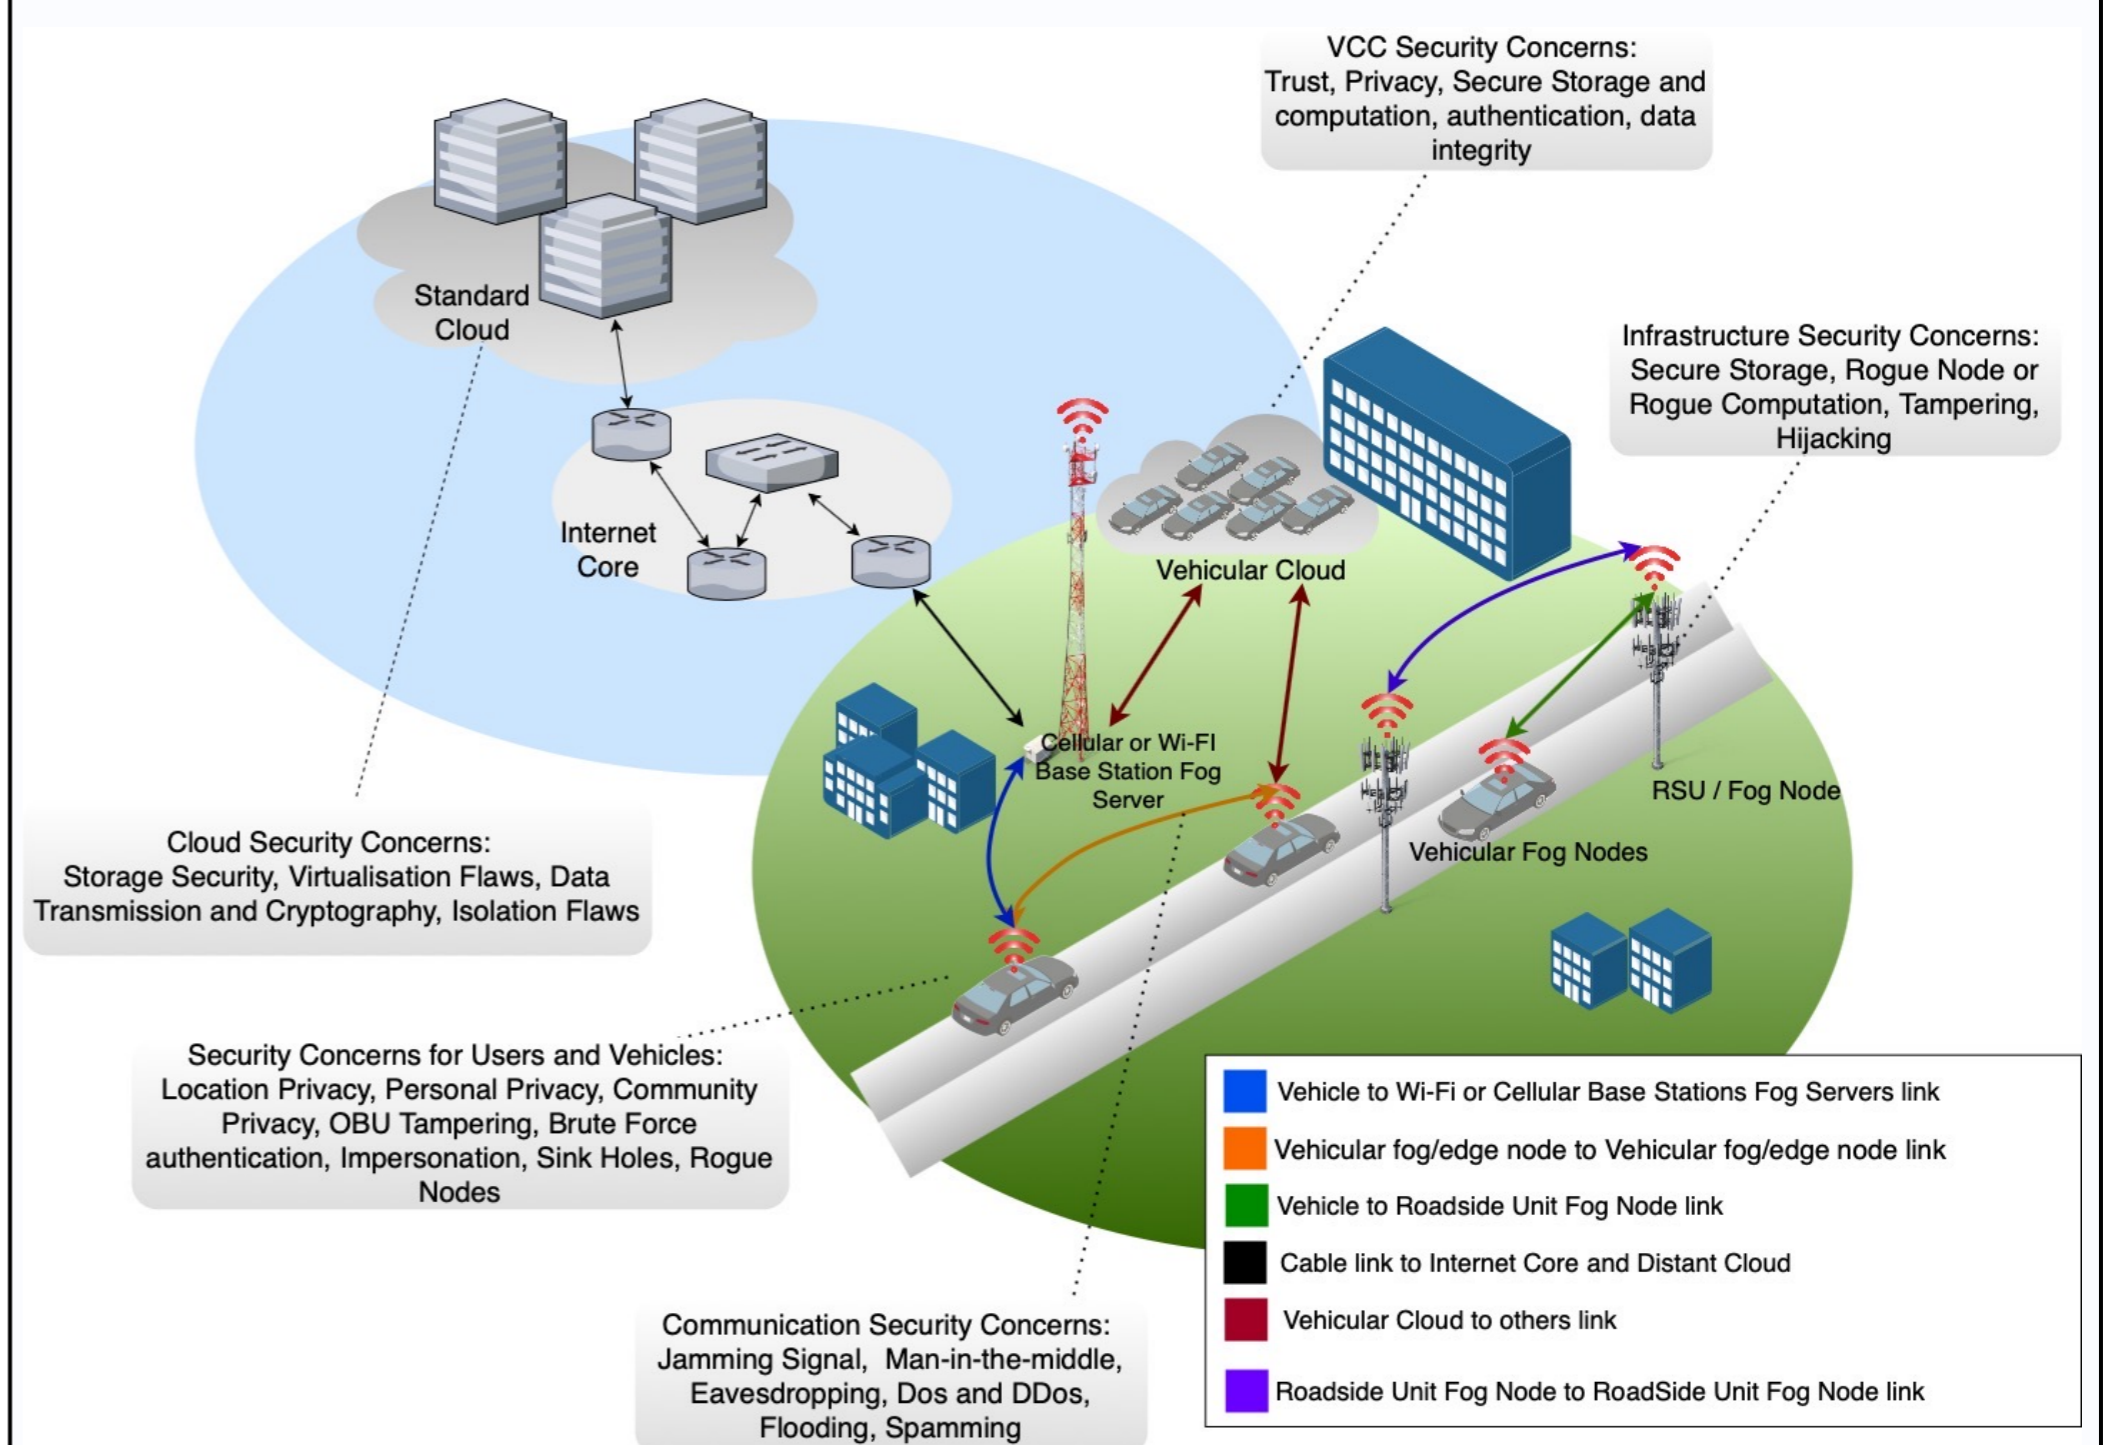 VCC Security Concerns:
Trust, Privacy, Secure Storage and
computation, authentication, data
integrity
Standard
Cloud
Infrastructure Security Concerns:
Secure Storage, Rogue Node or
Rogue Computation, Tampering,
Hijacking
Internet
Core
Vehicular Cloud
Cellular or Wi-FI
Base Station Fog
Server
RSU / Fog Node
Vehicular Fog Nodes
Cloud Security Concerns:
Storage Security, Virtualisation Flaws, Data
Transmission and Cryptography, Isolation Flaws
Security Concerns for Users and Vehicles:
Location Privacy, Personal Privacy, Community
Privacy, OBU Tampering, Brute Force
authentication, Impersonation, Sink Holes, Rogue
Nodes
Communication Security Concerns:
Jamming Signal, Man-in-the-middle,
Eavesdropping, Dos and DDos,
Flooding, Spamming
Vehicle to Wi-Fi or Cellular Base Stations Fog Servers link
Vehicular fog/edge node to Vehicular fog/edge node link
Vehicle to Roadside Unit Fog Node link
Cable link to Internet Core and Distant Cloud
Vehicular Cloud to others link
Roadside Unit Fog Node to RoadSide Unit Fog Node link